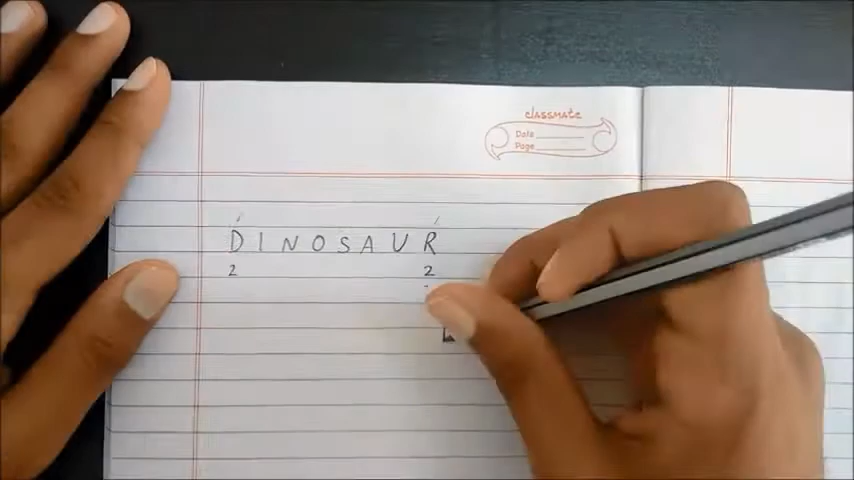 classmate
Date
Page
DINOSAUR
2 2